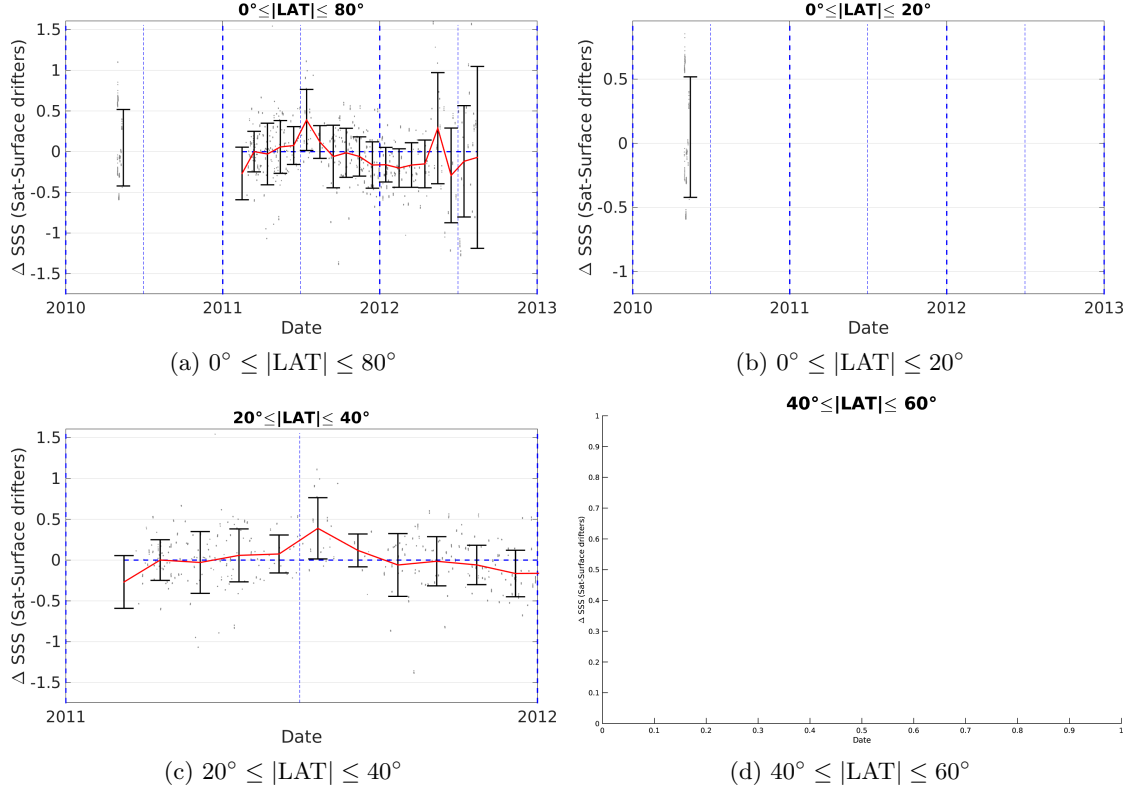 0°≤|LAT|≤ 80°
Δ SSS (Sat-Surface drifters)
1.5
1
0.5
0
-0.5
-1
-1.5
2010 2011 2012 2013
Date
(a) 0° ≤ |LAT| ≤ 80°
0°≤|LAT|≤ 20°
Δ SSS (Sat-Surface drifters)
0.5
0
-0.5
-1
2010 2011 2012 2013
Date
(b) 0° ≤ |LAT| ≤ 20°
20°≤|LAT|≤ 40°
Δ SSS (Sat-Surface drifters)
1.5
1
0.5
0
-0.5
-1
-1.5
2011 2012
Date
(c) 20° ≤ |LAT| ≤ 40°
40°≤|LAT|≤ 60°
Δ SSS (Sat-Surface drifters)
1
0.9
0.8
0.7
0.6
0.5
0.4
0.3
0.2
0.1
0
0 0.1 0.2 0.3 0.4 0.5 0.6 0.7 0.8 0.9 1
Date
(d) 40° ≤ |LAT| ≤ 60°